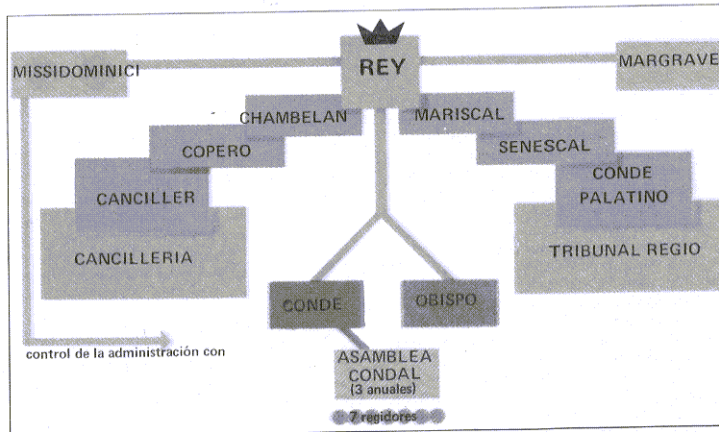 REY
MISSIDOMINICI
MARGRAVE
CHAMBELAN
MARISCAL
COPERO
SENESCAL
CANCILLER
CONDE
PALATINO
CANCILLERIA
TRIBUNAL REGIO
CONDE
OBISPO
control de la administración con
ASAMBLEA
CONDAL
(3 anuales)
7 regidores